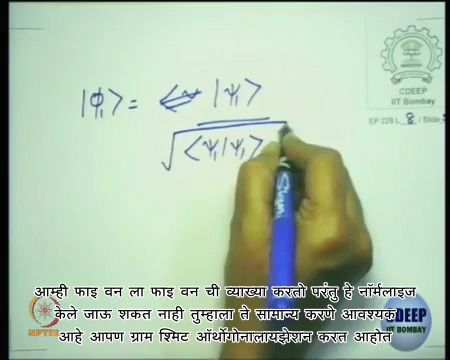 CDEEP
IIT Bombay
EP 228 L 8 / Slide
|φ₁> = |ψ₁>
√<ψ₁|ψ₁>
आम्ही फाइ वन ला फाइ वन ची व्याख्या करतो परंतु हे नॉर्मलाइज
केले जाऊ शकत नाही तुम्हाला ते सामान्य करणे आवश्यक
आहे आपण ग्राम श्मिट ऑर्थोगोनालायझेशन करत आहोत
NPTEL
CDEEP
IIT BOMBAY